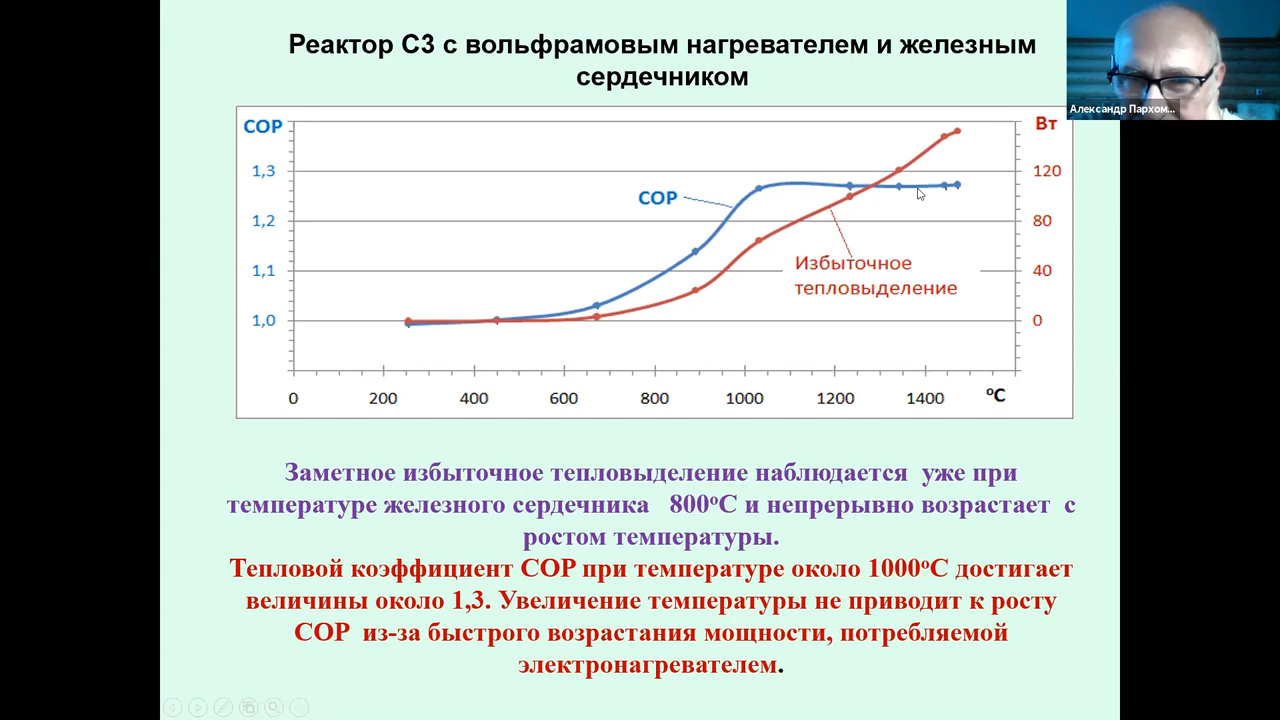 Реактор С3 с вольфрамовым нагревателем и железным
сердечником
Александр Пархом...
COP
Вт
1,3
120
COP
1,2
80
Избыточное
1,1
40
тепловыделение
1,0
0
0 200 400 600 800 1000 1200 1400 ºC
Заметное избыточное тепловыделение наблюдается уже при
температуре железного сердечника 800ºС и непрерывно возрастает с
ростом температуры.
Тепловой коэффициент СОР при температуре около 1000ºС достигает
величины около 1,3. Увеличение температуры не приводит к росту
СОР из-за быстрого возрастания мощности, потребляемой
электронагревателем.